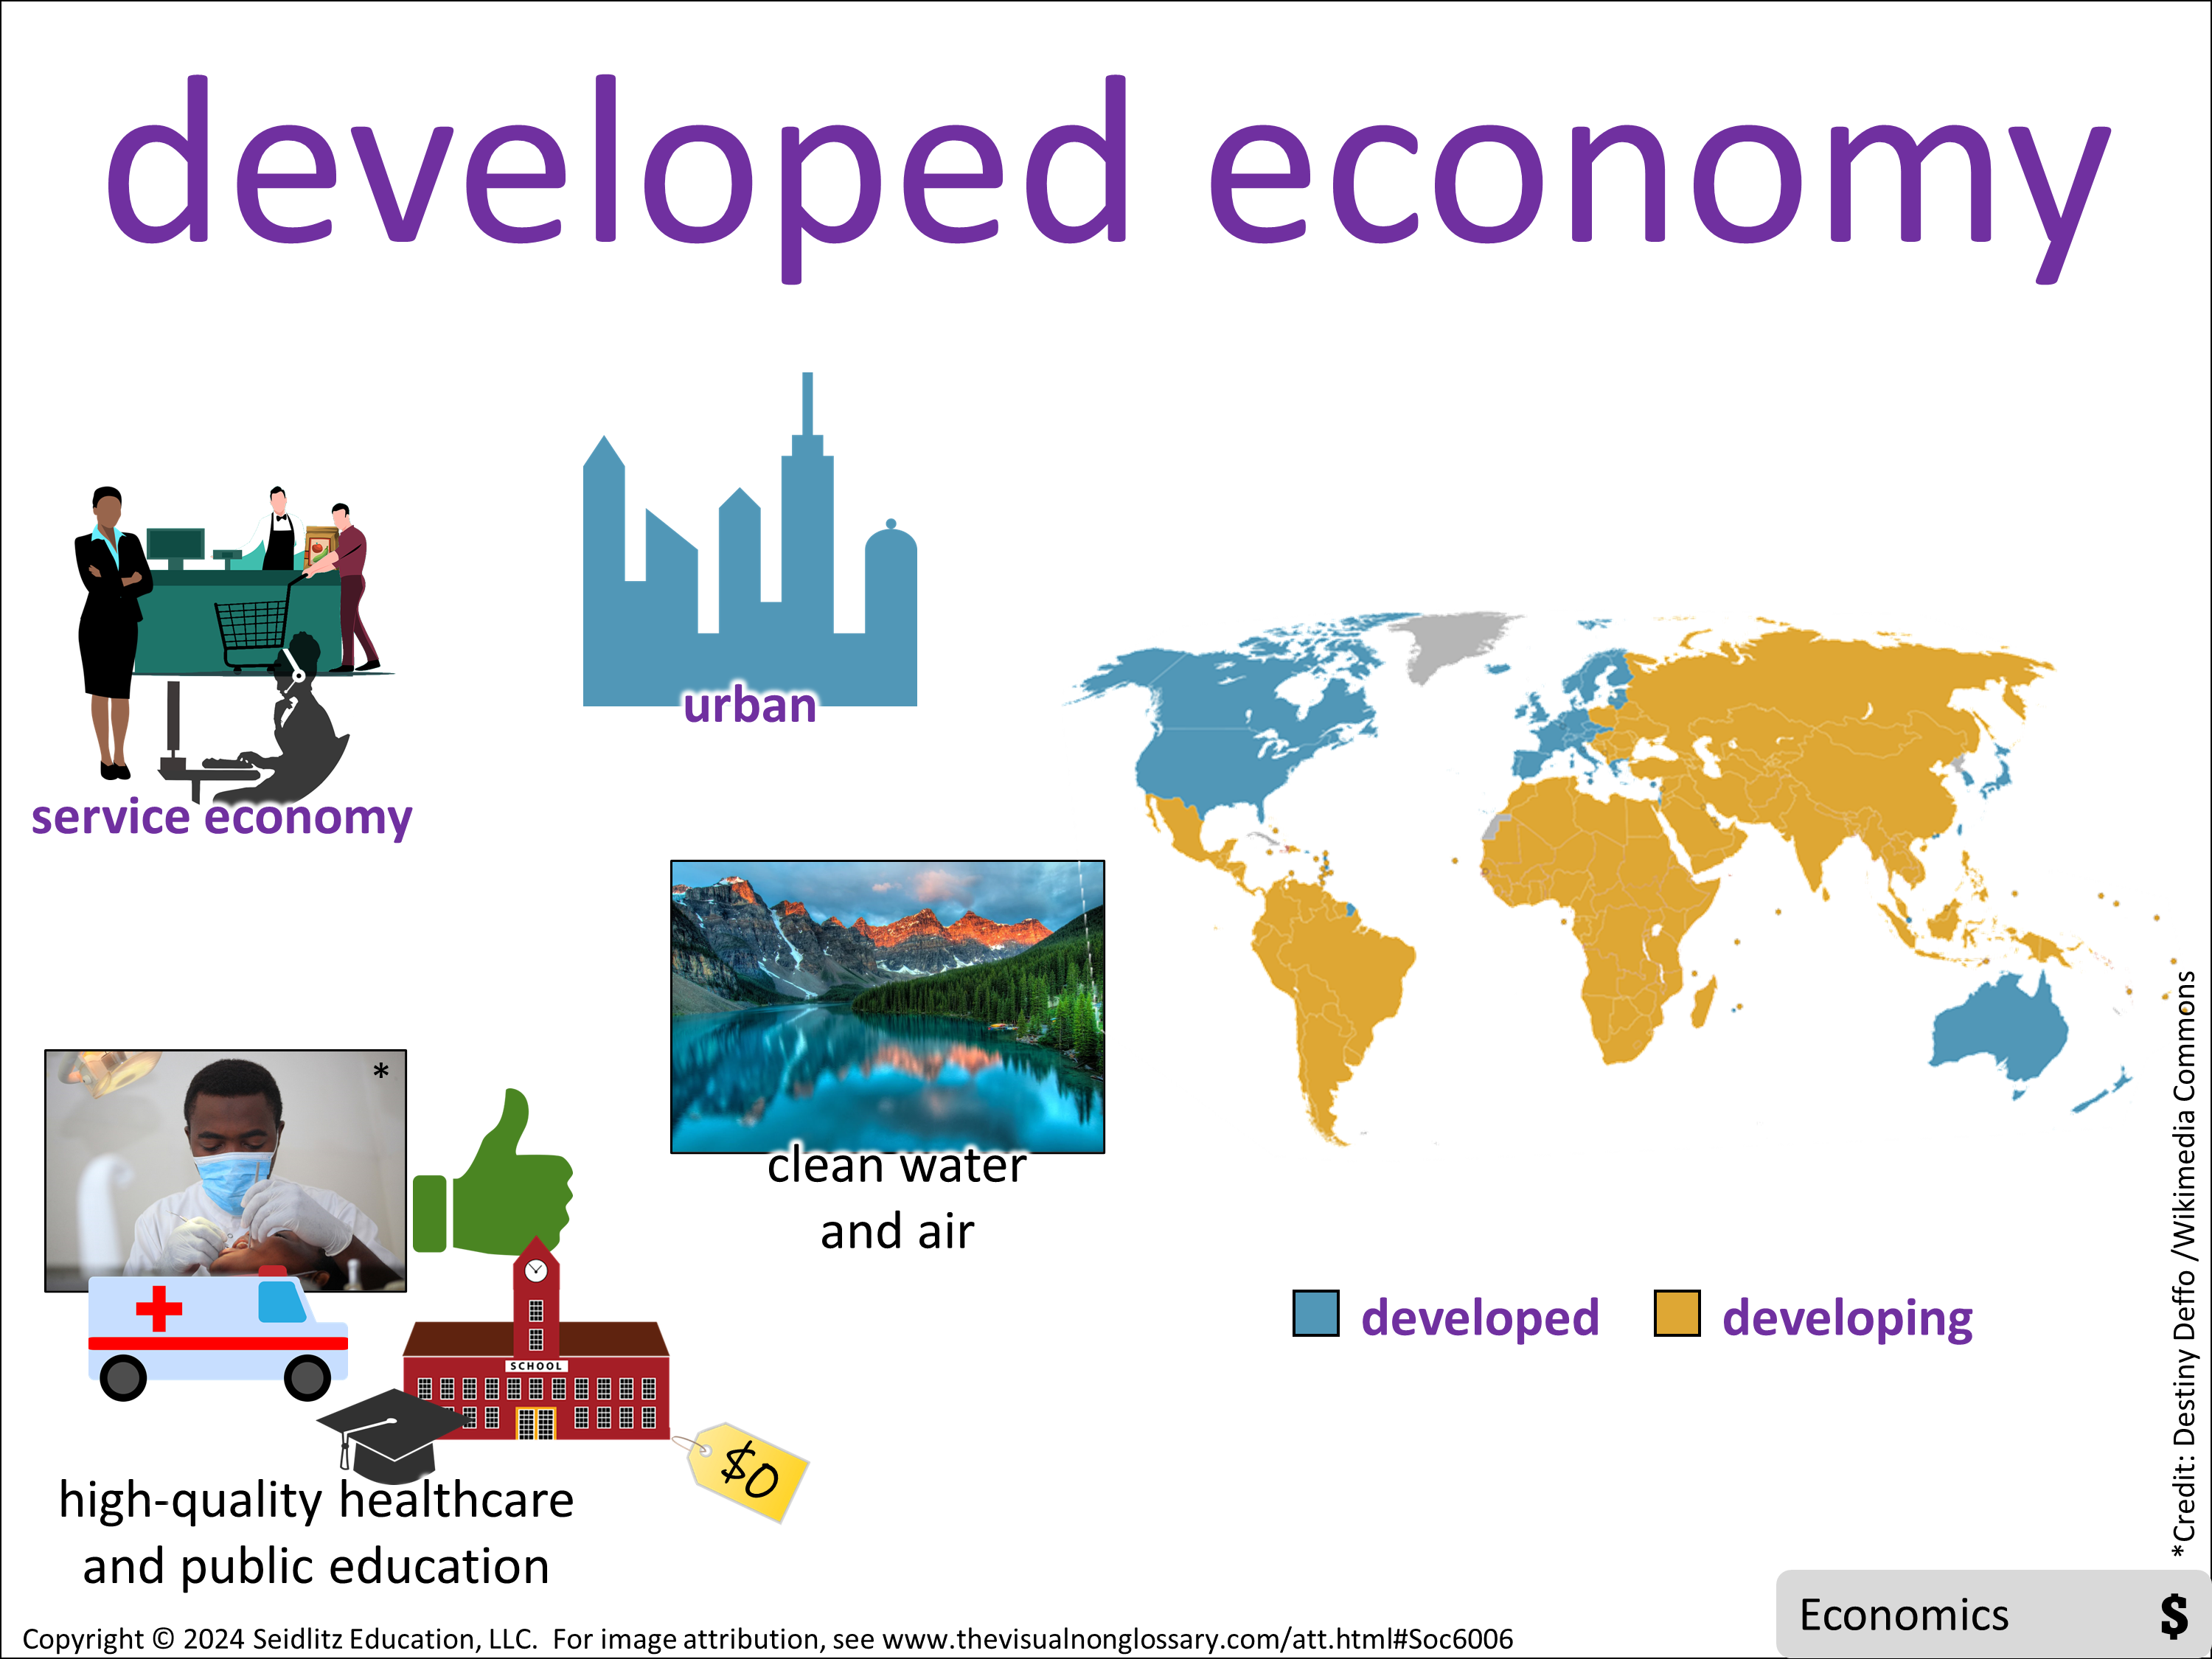 developed economy
urban
service economy
*
clean water
and air
SCHOOL
$0
high-quality healthcare
and public education
developed
developing
*Credit: Destiny Deffo /Wikimedia Commons
Economics $
Copyright © 2024 Seidlitz Education, LLC.  For image attribution, see www.thevisualnonglossary.com/att.html#Soc6006